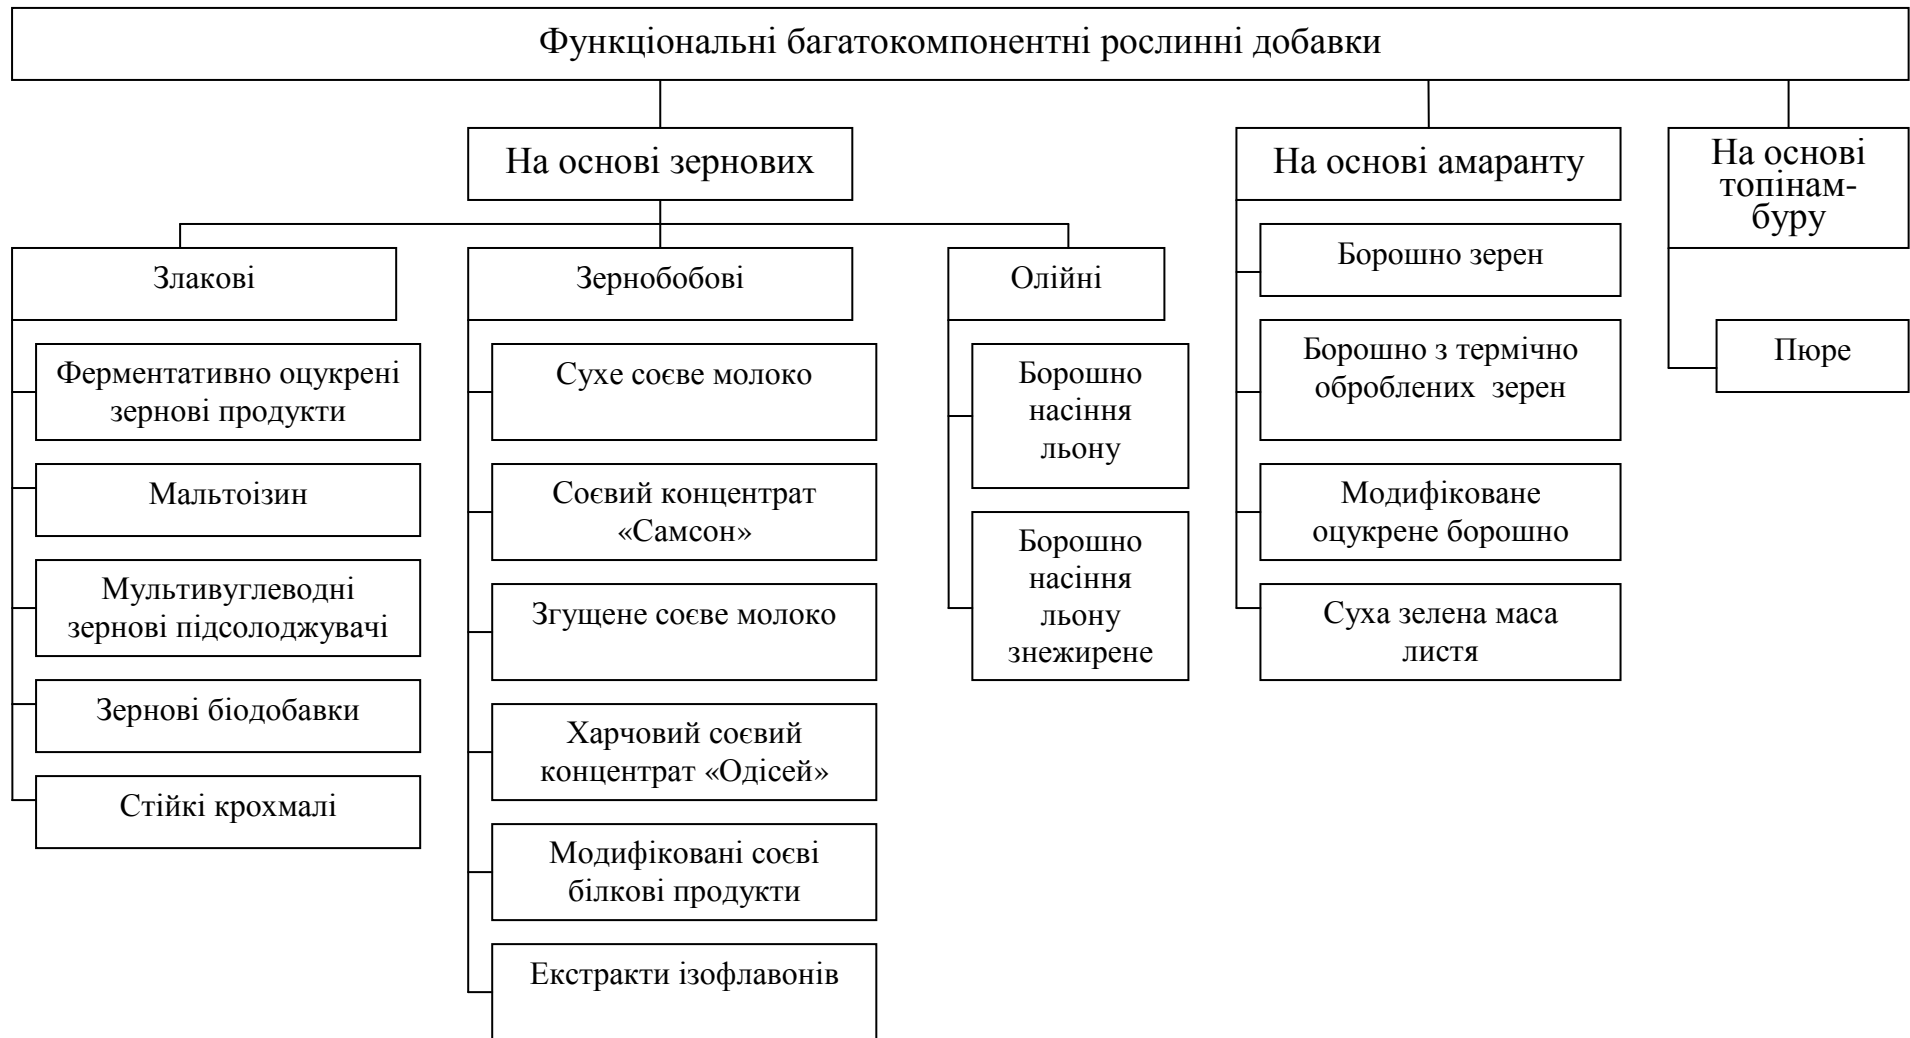 Функціональні багатокомпонентні рослинні добавки
На основі зернових
На основі амаранту
На основі
топінам-
буру
Злакові
Ферментативно оцукрені
зернові продукти
Мальтоізин
Мультивуглеводні
зернові підсолоджувачі
Зернові біодобавки
Стійкі крохмалі
Зернобобові
Сухе соєве молоко
Соєвий концентрат
«Самсон»
Згущене соєве молоко
Харчовий соєвий
концентрат «Одісей»
Модифіковані соєві
білкові продукти
Екстракти ізофлавонів
Олійні
Борошно
насіння
льону
Борошно
насіння
льону
знежирене
Борошно зерен
Борошно з термічно
оброблених зерен
Модифіковане
оцукрене борошно
Суха зелена маса
листя
Пюре